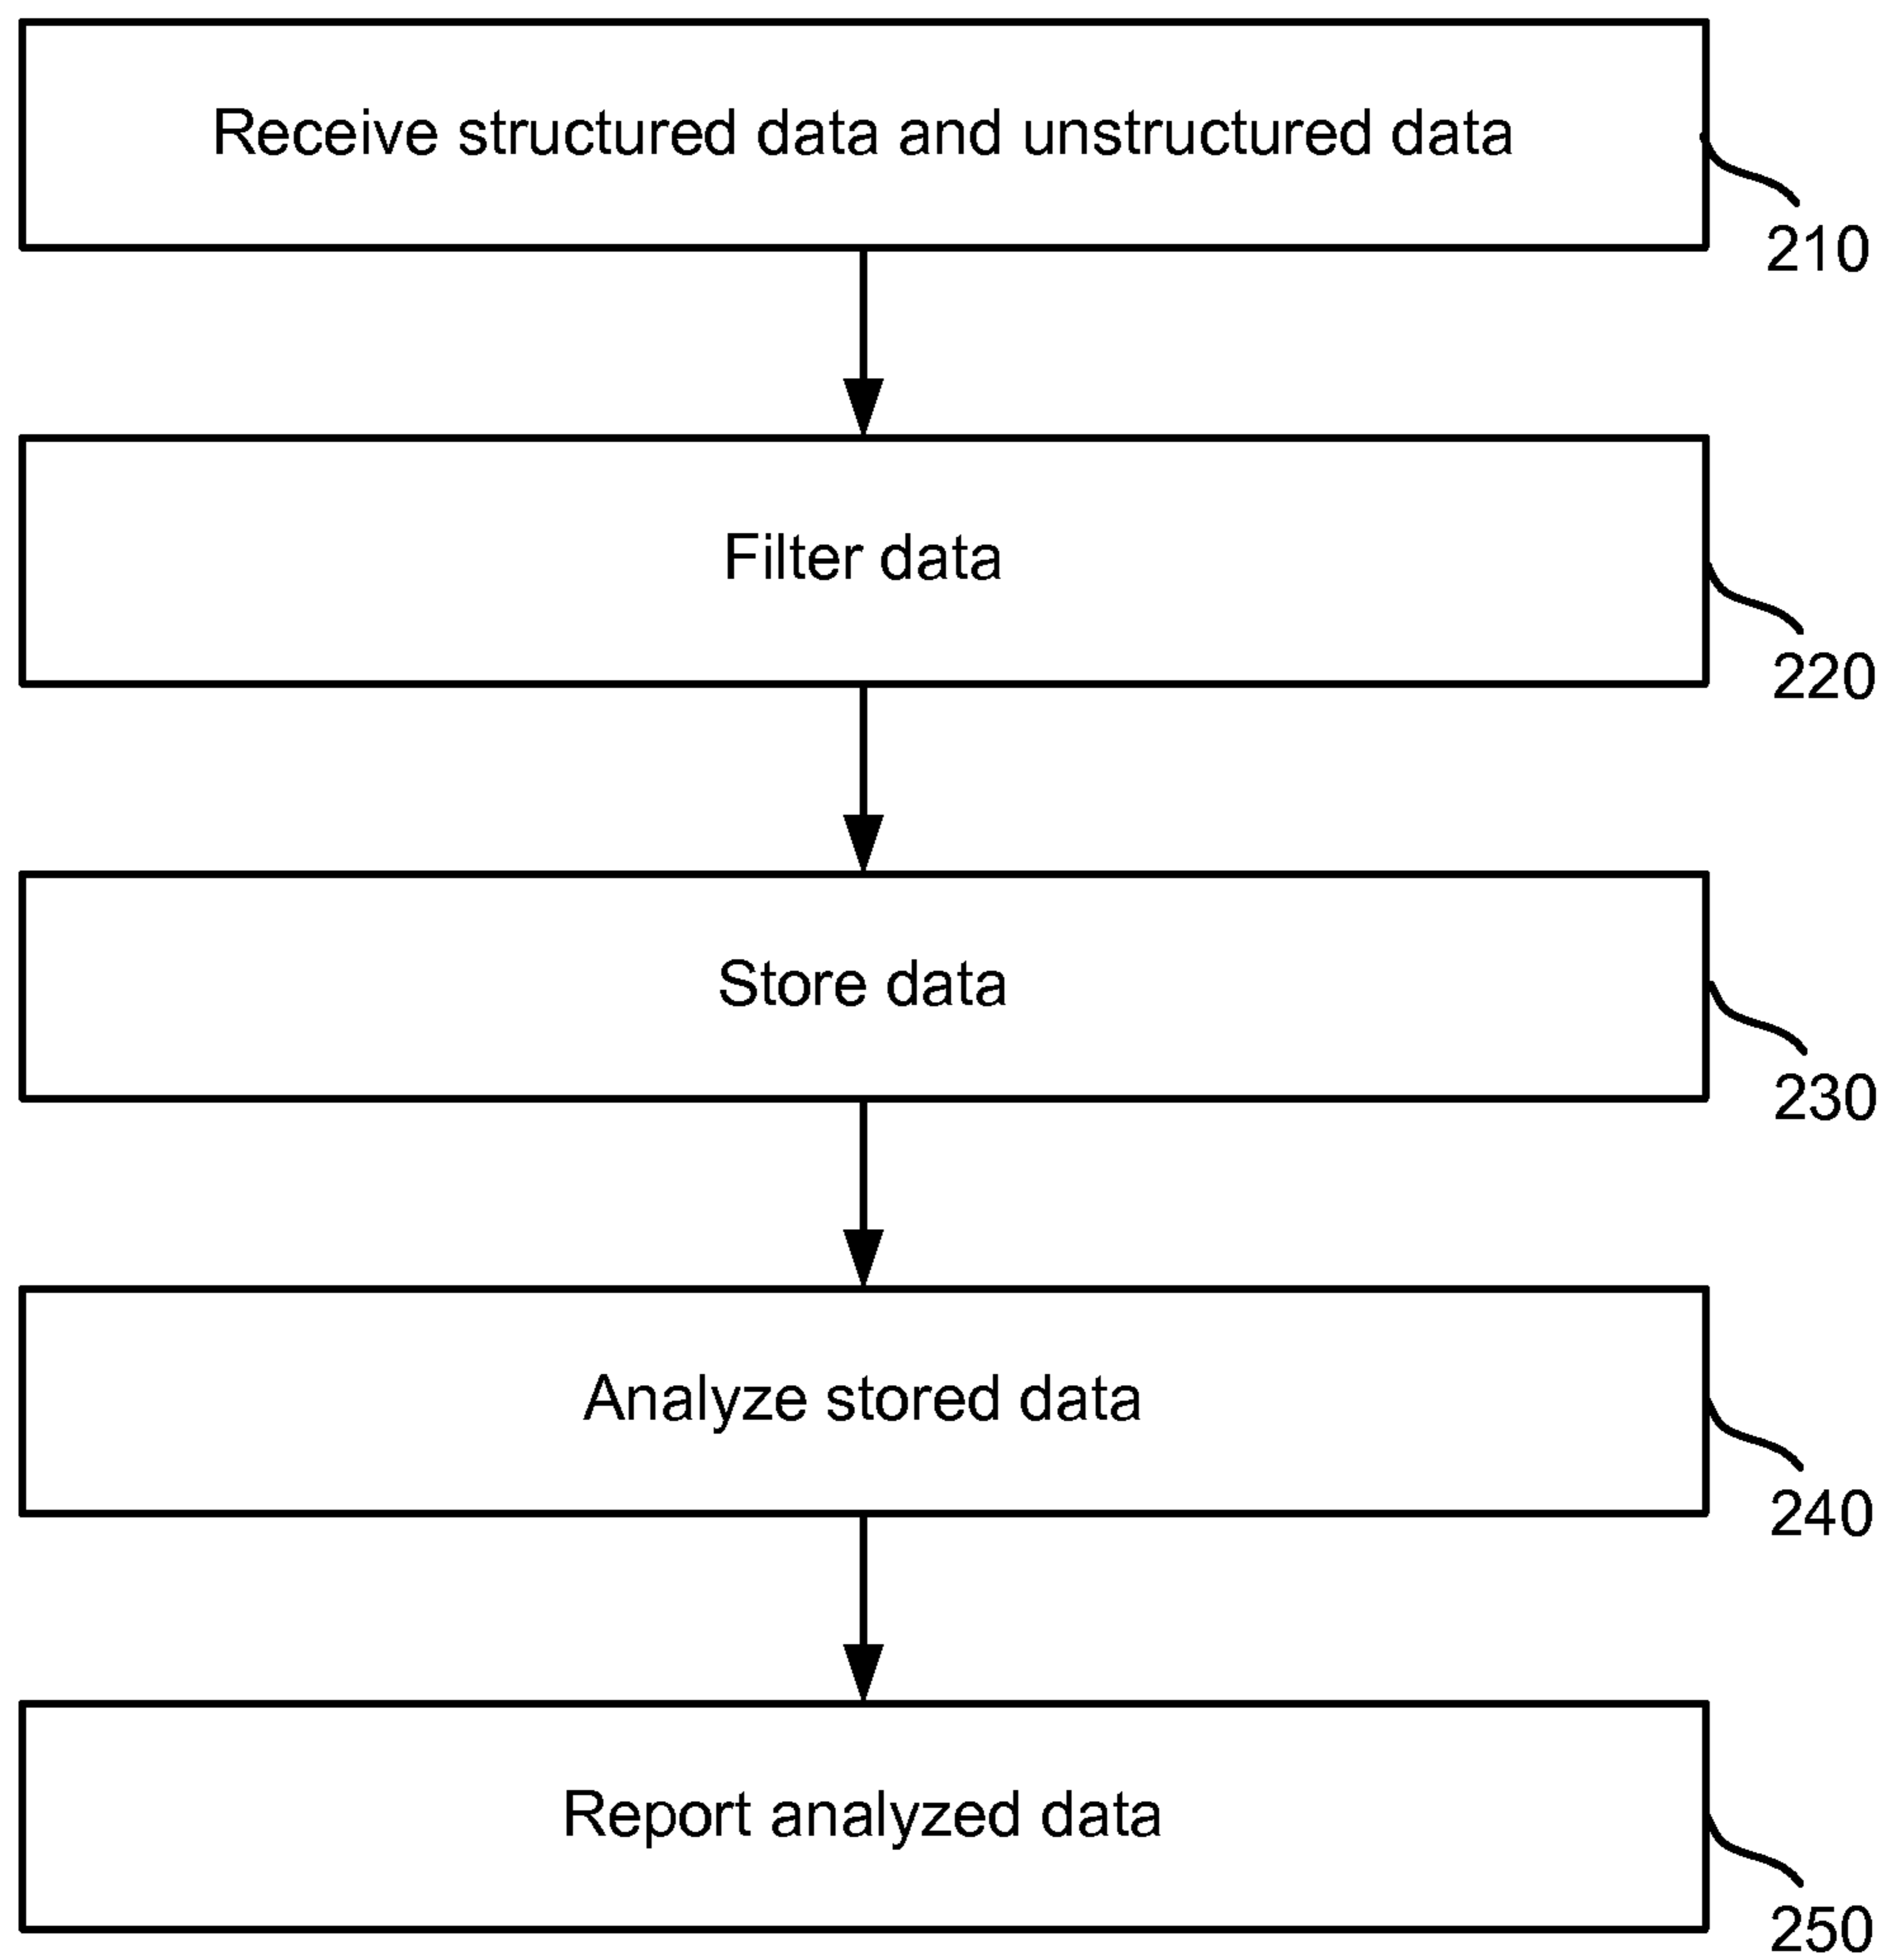 Receive structured data and unstructured data
210
Filter data
220
Store data
230
Analyze stored data
240
Report analyzed data
250